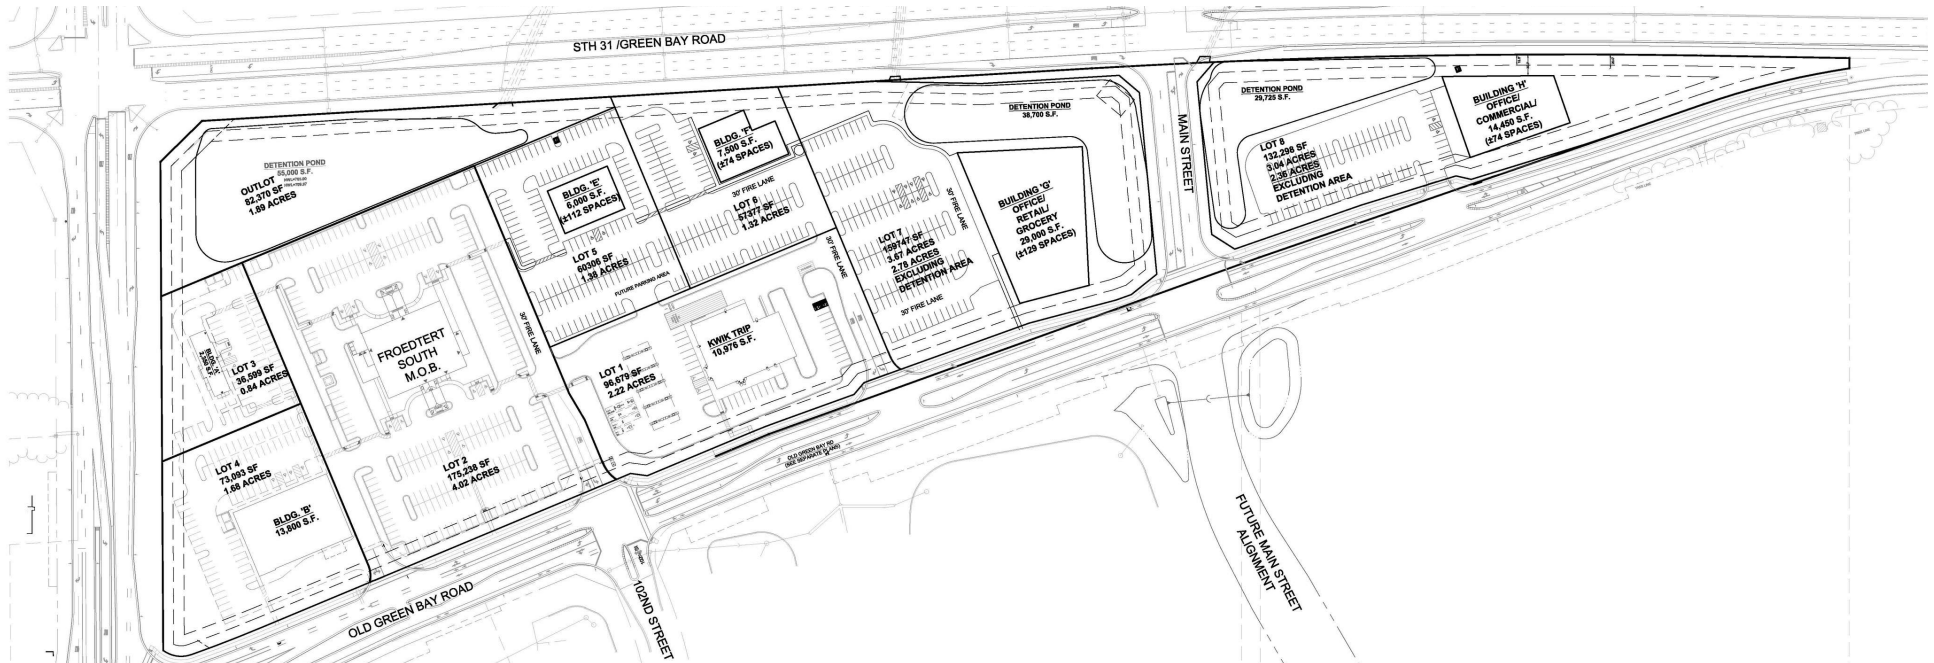 STH 31 /GREEN BAY ROAD
DETENTION POND
55,000 S.F.
OUTLOT
82,370 SF
1.89 ACRES
BLDG. 'E'
6,000 S.F.
(±112 SPACES)
LOT 5
60306 SF
1.38 ACRES
FUTURE PARKING AREA
BLDG. 'F'
7,500 S.F.
(±74 SPACES)
30' FIRE LANE
LOT 6
57377 SF
1.32 ACRES
30' FIRE LANE
LOT 7
159747 SF
3.67 ACRES
2.78 ACRES
EXCLUDING
DETENTION AREA
30' FIRE LANE
30' FIRE LANE
DETENTION POND
38,700 S.F.
BUILDING 'G'
OFFICE/
RETAIL/
GROCERY
29,000 S.F.
(±129 SPACES)
MAIN STREET
DETENTION POND
29,725 S.F.
LOT 8
132,298 SF
3.04 ACRES
2.36 ACRES
EXCLUDING
DETENTION AREA
BUILDING 'H'
OFFICE/
COMMERCIAL/
14,450 S.F.
(±74 SPACES)
BLDG. 'A'
LOT 3
36,599 SF
0.84 ACRES
FROEDTERT
SOUTH
M.O.B.
30' FIRE LANE
LOT 1
96,679 SF
2.22 ACRES
KWIK TRIP
10,976 S.F.
LOT 4
73,093 SF
1.68 ACRES
BLDG. 'B'
13,800 S.F.
LOT 2
175,238 SF
4.02 ACRES
OLD GREEN BAY RD
(SEE SEPARATE PLANS)
OLD GREEN BAY ROAD
102ND STREET
FUTURE MAIN STREET
ALIGNMENT